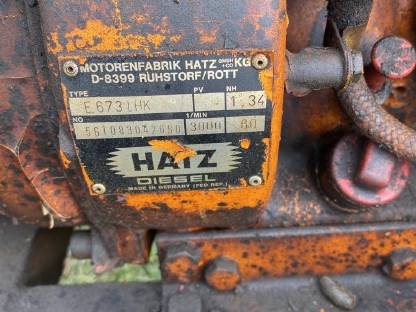 MOTORENFABRIK HATZ GMBH +CO KG
D-8399 RUHSTORF/ROTT
TYPE E673LHK PV NH 1.34
NO 1/MIN 3000 80
HATZ
DIESEL
MADE IN GERMANY (FED. REP.)